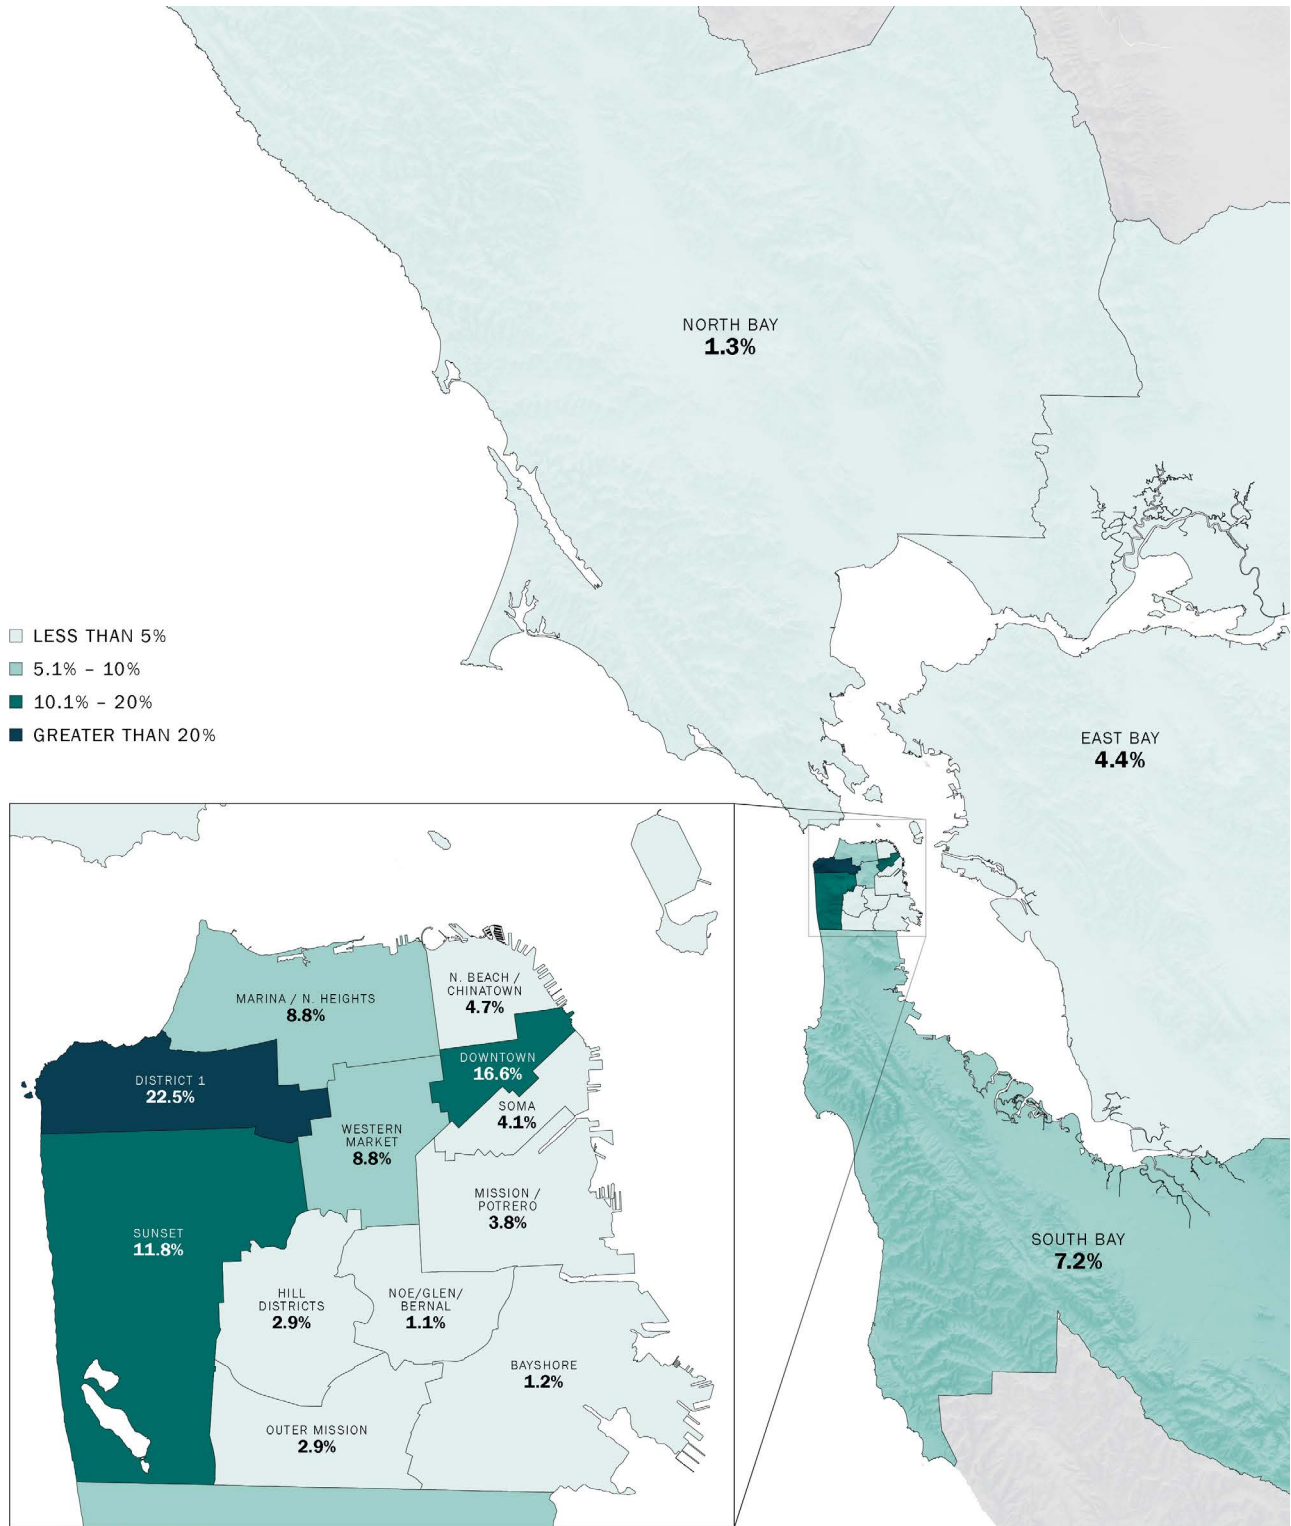 NORTH BAY
1.3%
LESS THAN 5%
5.1% – 10%
10.1% – 20%
GREATER THAN 20%
EAST BAY
4.4%
SOUTH BAY
7.2%
MARINA / N. HEIGHTS
8.8%
N. BEACH /
CHINATOWN
4.7%
DISTRICT 1
22.5%
DOWNTOWN
16.6%
SOMA
4.1%
WESTERN
MARKET
8.8%
MISSION /
POTRERO
3.8%
SUNSET
11.8%
HILL
DISTRICTS
2.9%
NOE/GLEN/
BERNAL
1.1%
BAYSHORE
1.2%
OUTER MISSION
2.9%